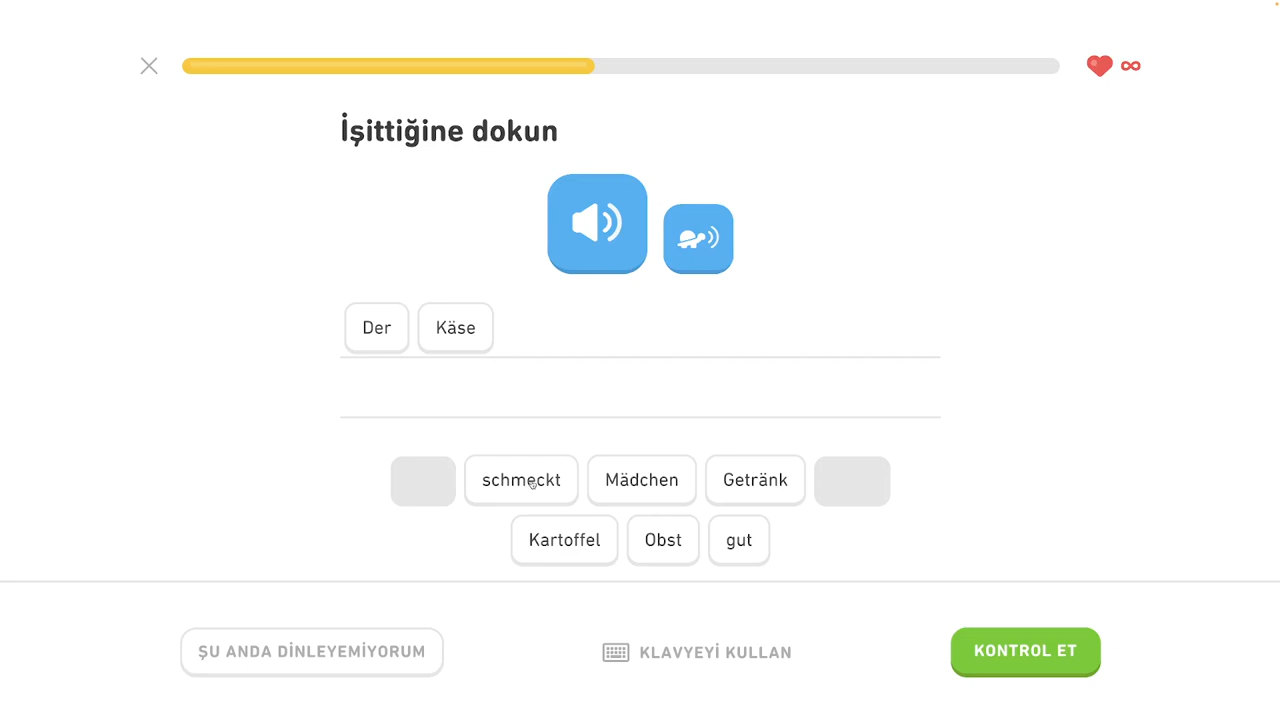 İşittiğine dokun
Der Käse
schmeckt Mädchen Getränk
Kartoffel Obst gut
ŞU ANDA DİNLEYEMİYORUM KLAVYEYİ KULLAN KONTROL ET